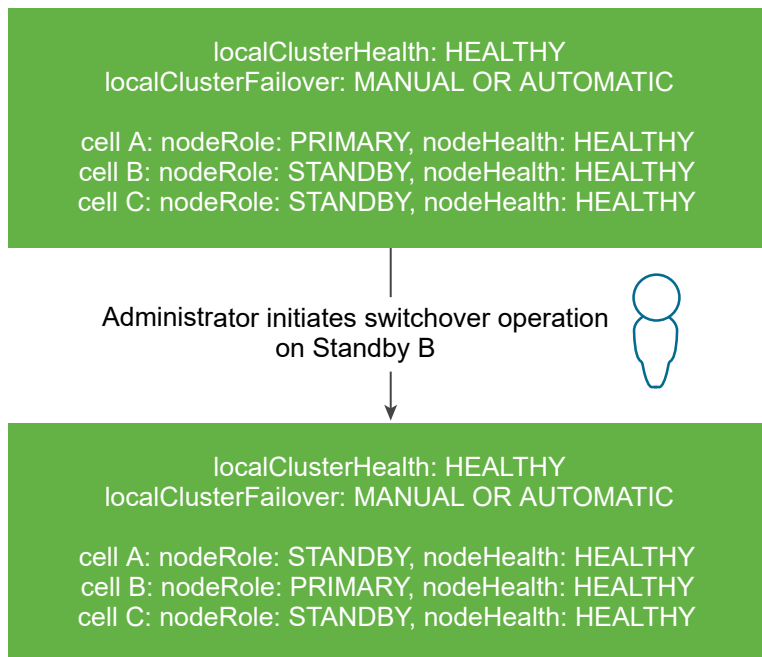 localClusterHealth: HEALTHY
localClusterFailover: MANUAL OR AUTOMATIC
cell A: nodeRole: PRIMARY, nodeHealth: HEALTHY
cell B: nodeRole: STANDBY, nodeHealth: HEALTHY
cell C: nodeRole: STANDBY, nodeHealth: HEALTHY
Administrator initiates switchover operation
on Standby B
localClusterHealth: HEALTHY
localClusterFailover: MANUAL OR AUTOMATIC
cell A: nodeRole: STANDBY, nodeHealth: HEALTHY
cell B: nodeRole: PRIMARY, nodeHealth: HEALTHY
cell C: nodeRole: STANDBY, nodeHealth: HEALTHY